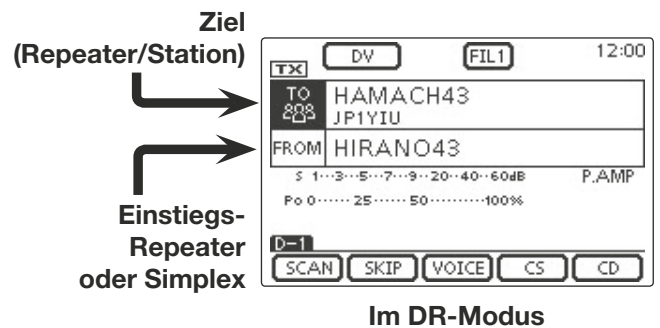 Ziel
(Repeater/Station)
DV FIL1 12:00
TX
TO HAMACH43
JP1YIU
FROM HIRANO43
S 1···3···5···7···9··20··40··60dB P.AMP
Po 0······25······50·········100%
D-1
SCAN SKIP VOICE CS CD
Einstiegs-
Repeater
oder Simplex
Im DR-Modus